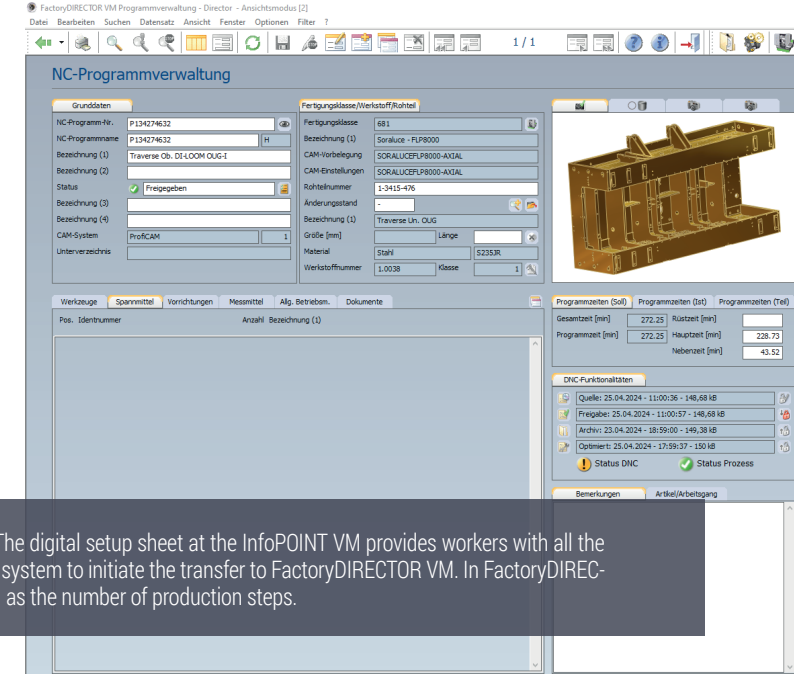 FactoryDIRECTOR VM Programmverwaltung - Director - Ansichtsmodus [2]
Datei Bearbeiten Suchen Datensatz Ansicht Fenster Optionen Filter ?
1 / 1
NC-Programmverwaltung
Grunddaten
NC-Programm-Nr. P134274632
NC-Programmname P134274632 H
Bezeichnung (1) Traverse Ob. DI-LOOM OUG-I
Bezeichnung (2)
Status Freigegeben
Bezeichnung (3)
Bezeichnung (4)
CAM-System ProfiCAM 1
Unterverzeichnis
Fertigungsklasse/Werkstoff/Rohteil
Fertigungsklasse 681
Bezeichnung (1) Soraluce - FLP8000
CAM-Vorbelegung SORALUCEFLP8000-AXIAL
CAM-Einstellungen SORALUCEFLP8000-AXIAL
Rohteilnummer 1-3415-476
Änderungsstand -
Bezeichnung (1) Traverse Un. OUG
Größe [mm] Länge
Material Stahl S235JR
Werkstoffnummer 1.0038 Klasse 1
Werkzeuge Spannmittel Vorrichtungen Messmittel Allg. Betriebsm. Dokumente
Pos. Identnummer Anzahl Bezeichnung (1)
Programmzeiten (Soll) Programmzeiten (Ist) Programmzeiten (Teil)
Gesamtzeit [min] 272.25 Rüstzeit [min]
Programmzeit [min] 272.25 Hauptzeit [min] 228.73
Nebenzeit [min] 43.52
DNC-Funktionalitäten
Quelle: 25.04.2024 - 11:00:36 - 148,68 kB
Freigabe: 25.04.2024 - 11:00:57 - 148,68 kB
Archiv: 23.04.2024 - 18:59:00 - 149,38 kB
Optimiert: 25.04.2024 - 17:59:37 - 150 kB
Status DNC Status Prozess
Bemerkungen Artikel/Arbeitsgang
The digital setup sheet at the InfoPOINT VM provides workers with all the
system to initiate the transfer to FactoryDIRECTOR VM. In FactoryDIREC-
as the number of production steps.